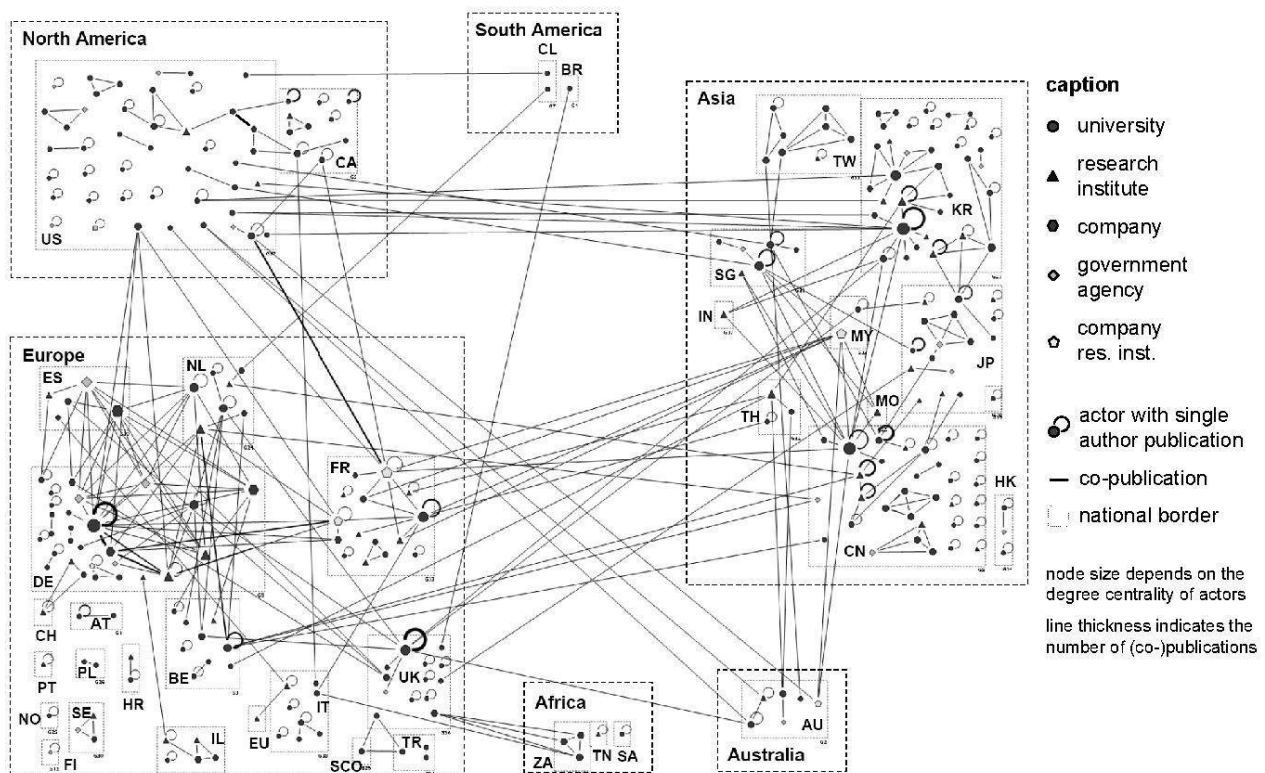 North America
US
CA
South America
CL
BR
Asia
TW
KR
SG
IN
MY
JP
TH
MO
CN
HK
Europe
ES
NL
FR
DE
CH
AT
PT
PL
HR
BE
UK
NO
SE
FI
IL
EU
IT
SCO
TR
Africa
ZA
TN
SA
AU
Australia
caption
university
research
institute
company
government
agency
company
res. inst.
actor with single
author publication
co-publication
national border
node size depends on the
degree centrality of actors
line thickness indicates the
number of (co-)publications